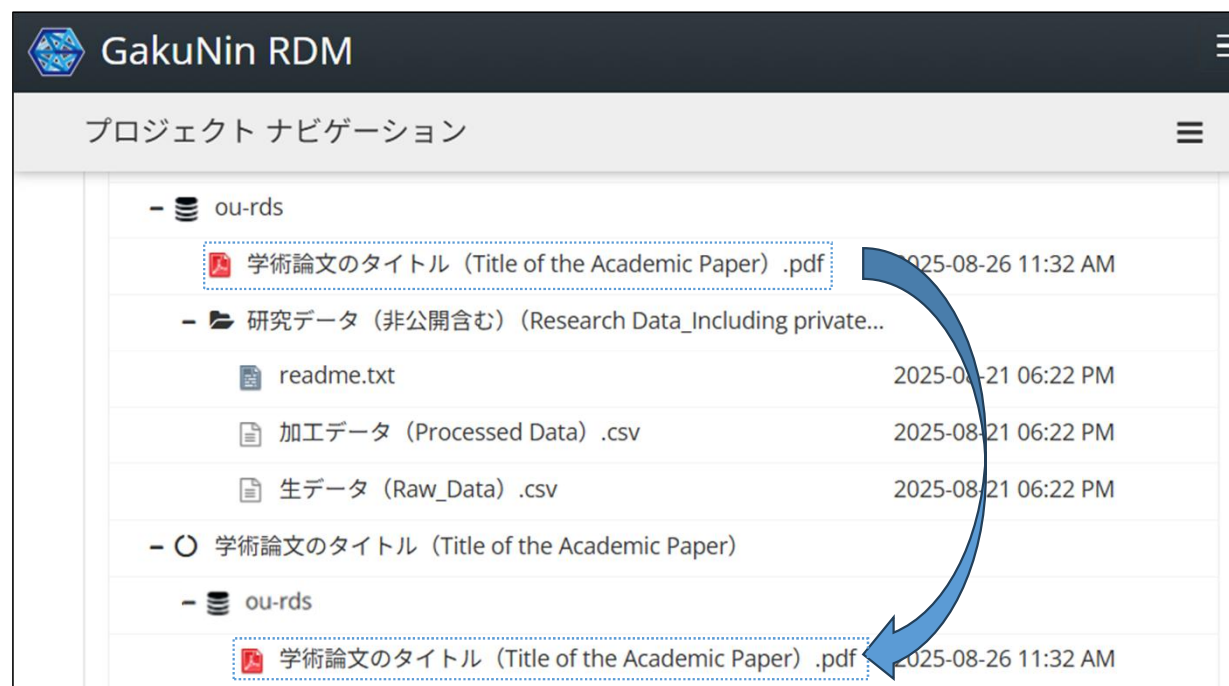 GakuNin RDM
プロジェクト ナビゲーション
ou-rds
学術論文のタイトル（Title of the Academic Paper）.pdf 2025-08-26 11:32 AM
研究データ（非公開含む）（Research Data_Including private...
readme.txt 2025-08-21 06:22 PM
加工データ（Processed Data）.csv 2025-08-21 06:22 PM
生データ（Raw_Data）.csv 2025-08-21 06:22 PM
学術論文のタイトル（Title of the Academic Paper）
ou-rds
学術論文のタイトル（Title of the Academic Paper）.pdf 2025-08-26 11:32 AM